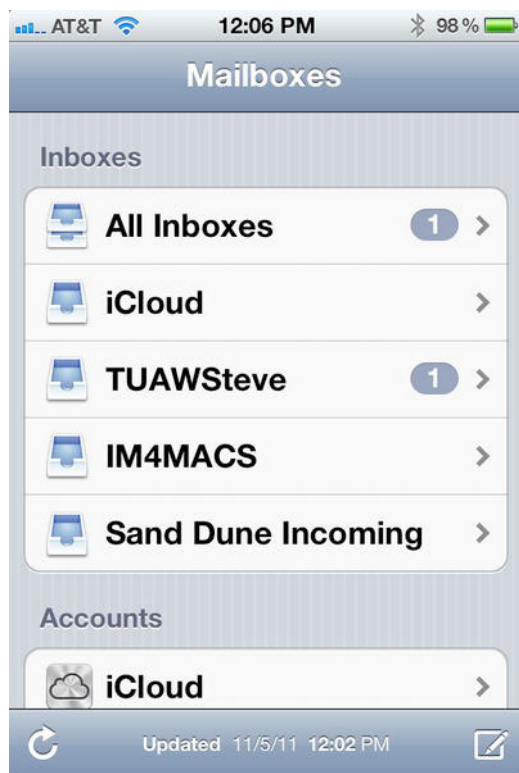 AT&T 12:06 PM 98%
Mailboxes
Inboxes
All Inboxes 1
iCloud
TUAWSteve 1
IM4MACS
Sand Dune Incoming
Accounts
iCloud
Updated 11/5/11 12:02 PM